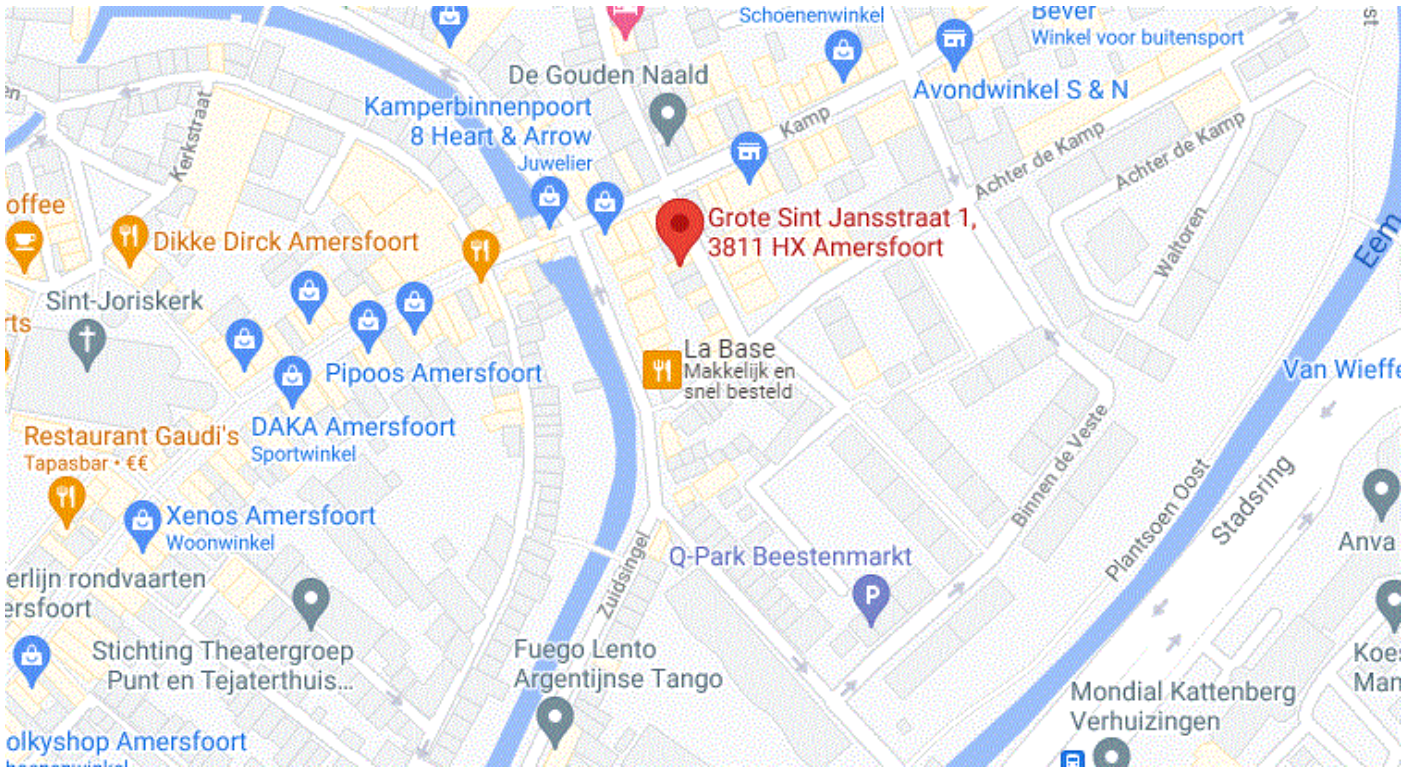 Schoenenwinkel
Bever
Winkel voor buitensport
De Gouden Naald
Avondwinkel S & N
Kamperbinnenpoort
8 Heart & Arrow
Juwelier
Kamp
Kerkstraat
Achter de Kamp
Achter de Kamp
offee
Dikke Dirck Amersfoort
Grote Sint Jansstraat 1,
3811 HX Amersfoort
Waltoren
Eem
Sint-Joriskerk
rts
La Base
Makkelijk en
snel besteld
Pipoos Amersfoort
Van Wieffe
DAKA Amersfoort
Sportwinkel
Restaurant Gaudi's
Tapasbar • €€
Binnen de Veste
Plantsoen Oost
Stadsring
Xenos Amersfoort
Woonwinkel
Q-Park Beestenmarkt
P
Anva
Zuidsingel
erlijn rondvaarten
ersfoort
Stichting Theatergroep
Punt en Tejaterthuis...
Fuego Lento
Argentijnse Tango
Koes
Man
Mondial Kattenberg
Verhuizingen
olkyshop Amersfoort